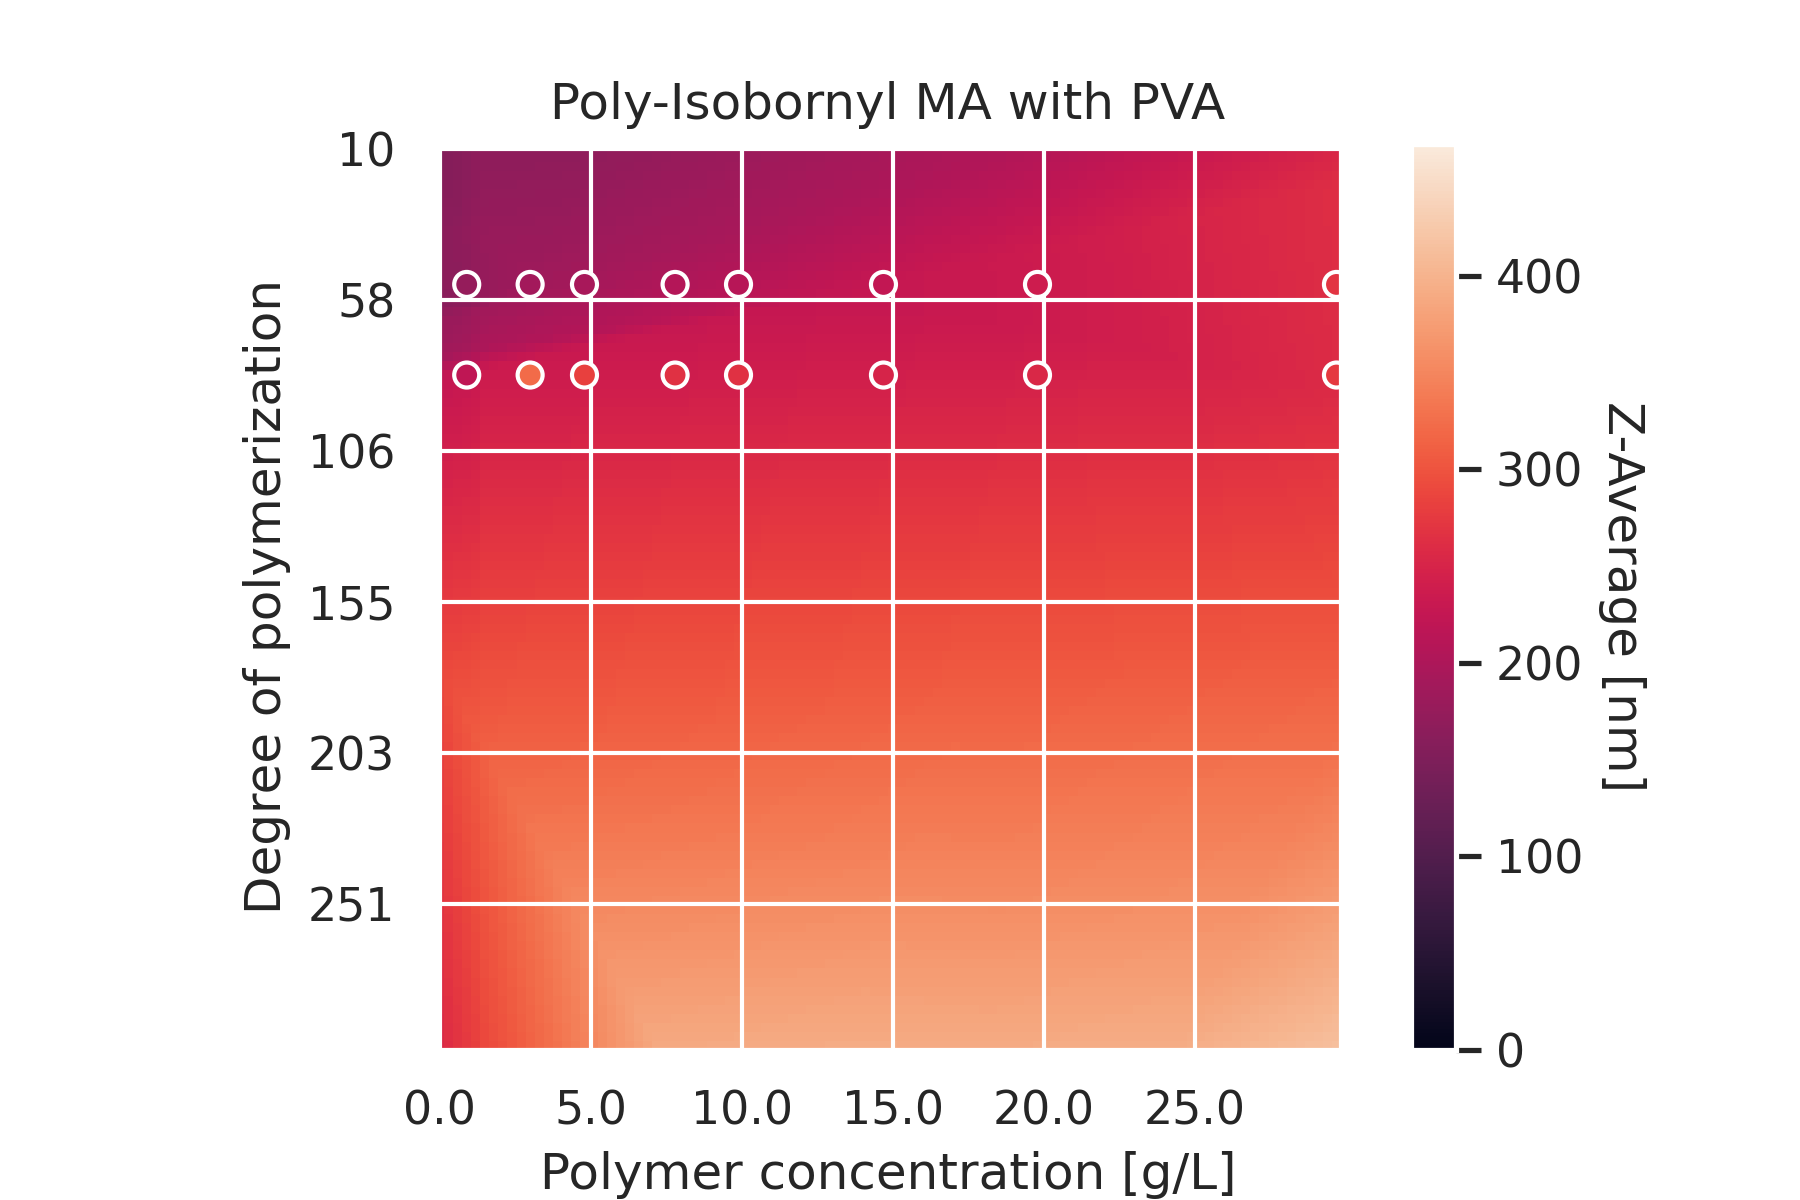 Poly-Isobornyl MA with PVA
Degree of polymerization
10
58
106
155
203
251
0.0 5.0 10.0 15.0 20.0 25.0
Polymer concentration [g/L]
400
300
200
100
0
Z-Average [nm]